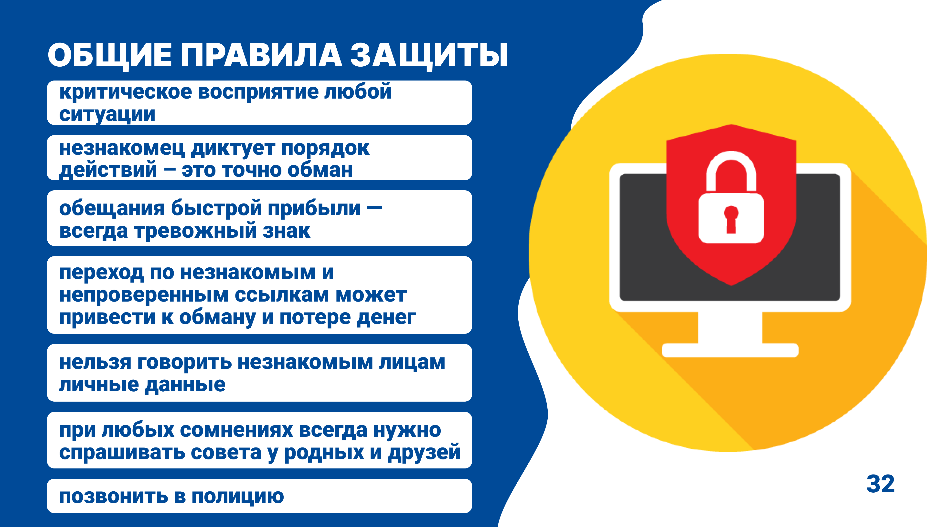 ОБЩИЕ ПРАВИЛА ЗАЩИТЫ
критическое восприятие любой
ситуации
незнакомец диктует порядок
действий – это точно обман
обещания быстрой прибыли —
всегда тревожный знак
переход по незнакомым и
непроверенным ссылкам может
привести к обману и потере денег
нельзя говорить незнакомым лицам
личные данные
при любых сомнениях всегда нужно
спрашивать совета у родных и друзей
позвонить в полицию
32